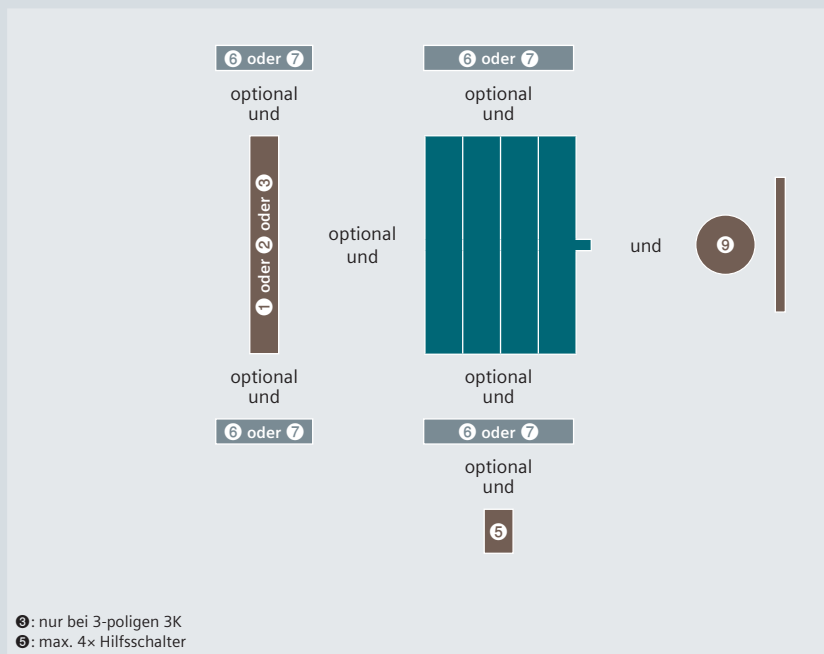 ❻ oder ❼
❻ oder ❼
optional
und
optional
und
❶ oder ❷ oder ❸
optional
und
und
❾
optional
und
optional
und
❻ oder ❼
❻ oder ❼
optional
und
❺
❸: nur bei 3-poligen 3K
❺: max. 4× Hilfsschalter